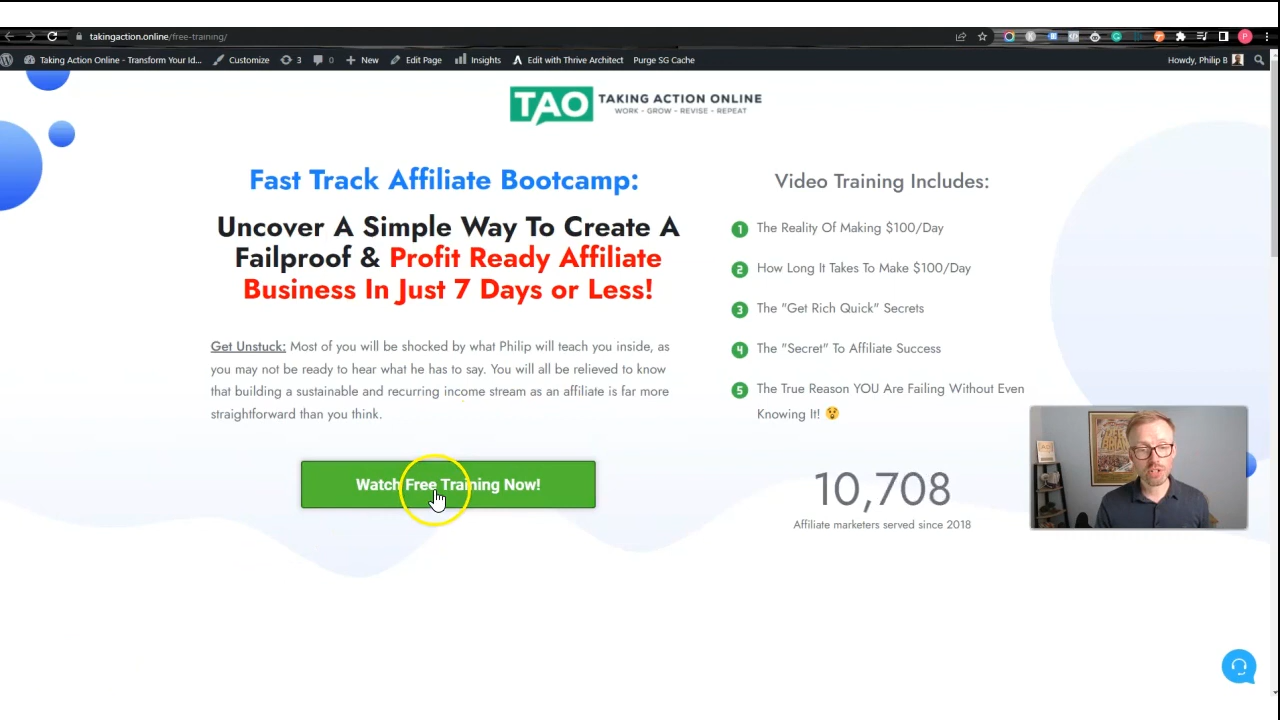 takingaction.online/free-training/
Taking Action Online - Transform Your Id... Customize 3 0 New Edit Page Insights Edit with Thrive Architect Purge SG Cache Howdy, Philip B
TAO TAKING ACTION ONLINE
WORK - GROW - REVISE - REPEAT
Fast Track Affiliate Bootcamp:
Uncover A Simple Way To Create A
Failproof & Profit Ready Affiliate
Business In Just 7 Days or Less!
Get Unstuck: Most of you will be shocked by what Philip will teach you inside, as
you may not be ready to hear what he has to say. You will all be relieved to know
that building a sustainable and recurring income stream as an affiliate is far more
straightforward than you think.
Watch Free Training Now!
Video Training Includes:
1 The Reality Of Making $100/Day
2 How Long It Takes To Make $100/Day
3 The "Get Rich Quick" Secrets
4 The "Secret" To Affiliate Success
5 The True Reason YOU Are Failing Without Even
Knowing It! 😲
10,708
Affiliate marketers served since 2018